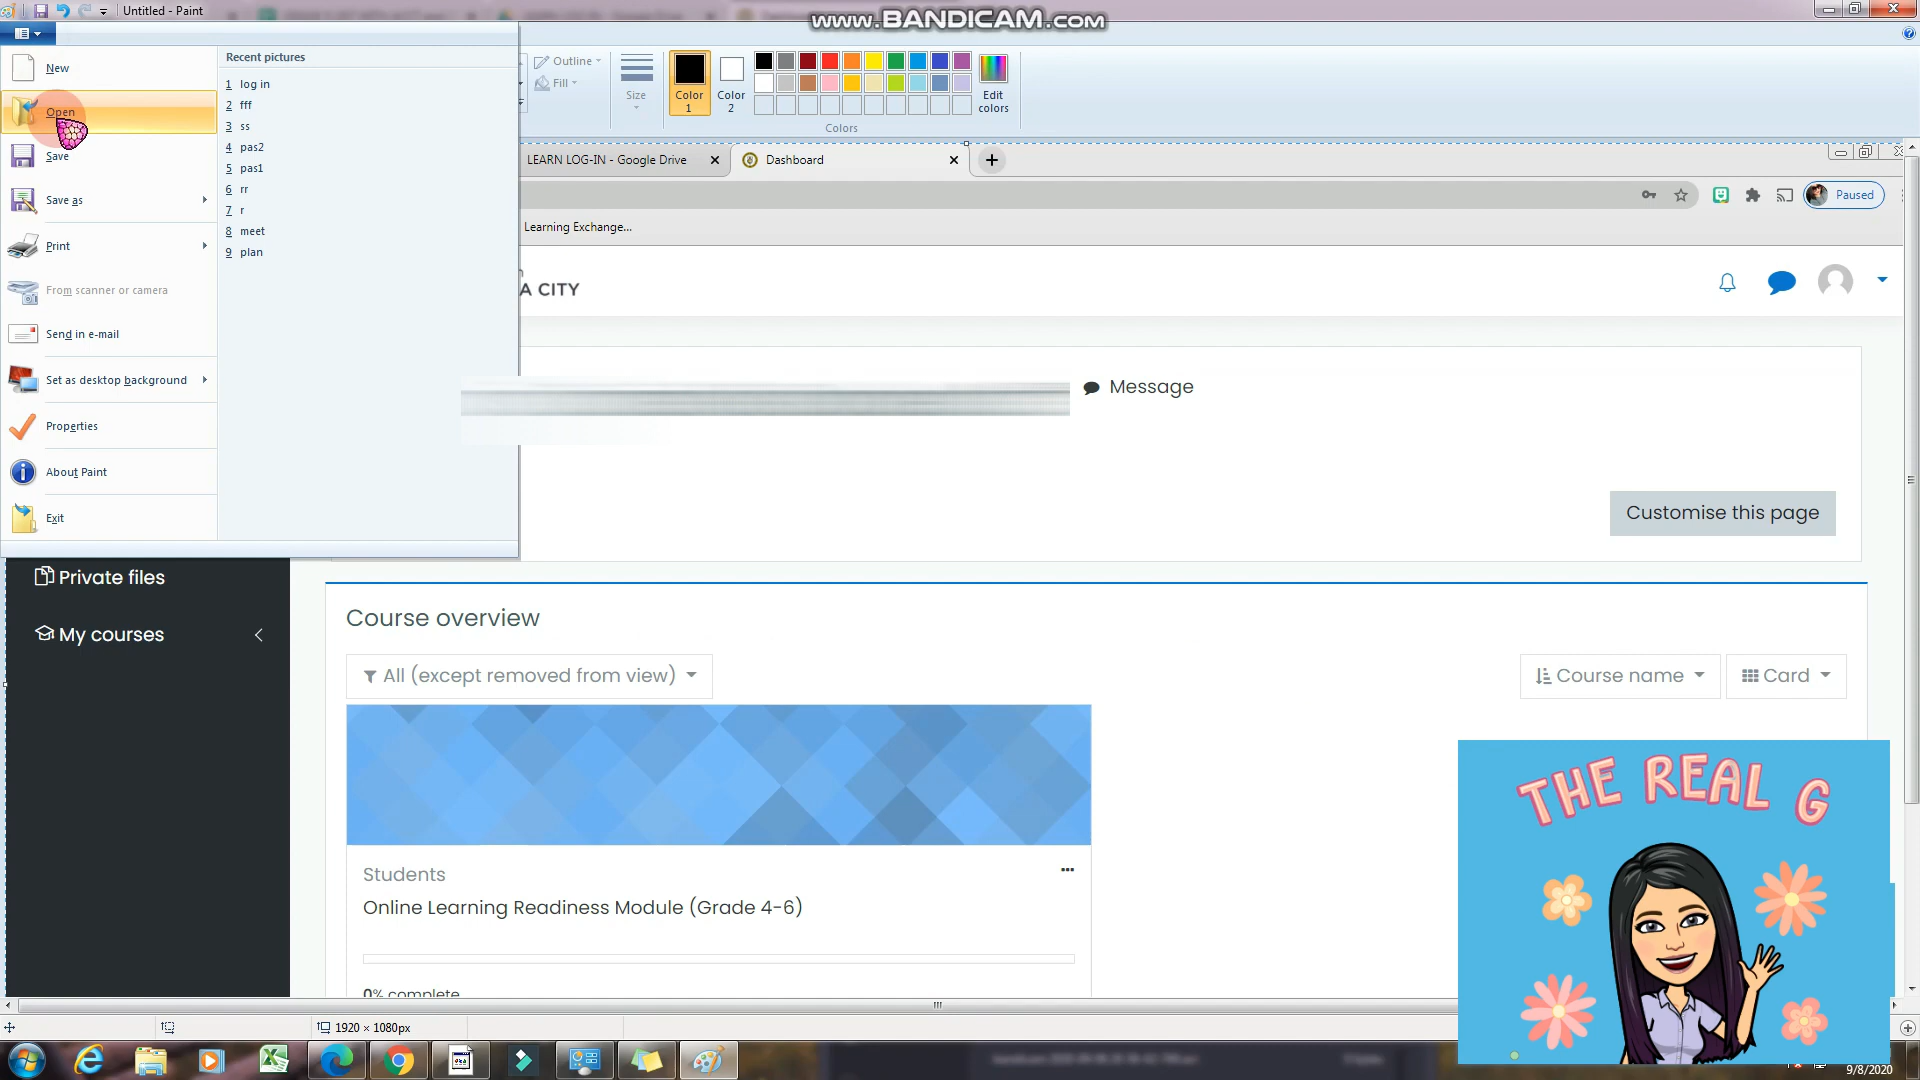 Untitled - Paint
www.BANDICAM.COM
New
Open
Save
Save as
Print
From scanner or camera
Send in e-mail
Set as desktop background
Properties
About Paint
Exit
Recent pictures
1 log in
2 fff
3 ss
4 pas2
5 pas1
6 rr
7 r
8 meet
9 plan
Outline
Fill
Size
Color 1
Color 2
Edit colors
Colors
LEARN LOG-IN - Google Drive
Dashboard
Paused
Learning Exchange...
A CITY
Message
Customise this page
Private files
My courses
Course overview
All (except removed from view)
Course name
Card
Students
Online Learning Readiness Module (Grade 4-6)
0% complete
THE REAL G
1920 × 1080px
9/8/2020